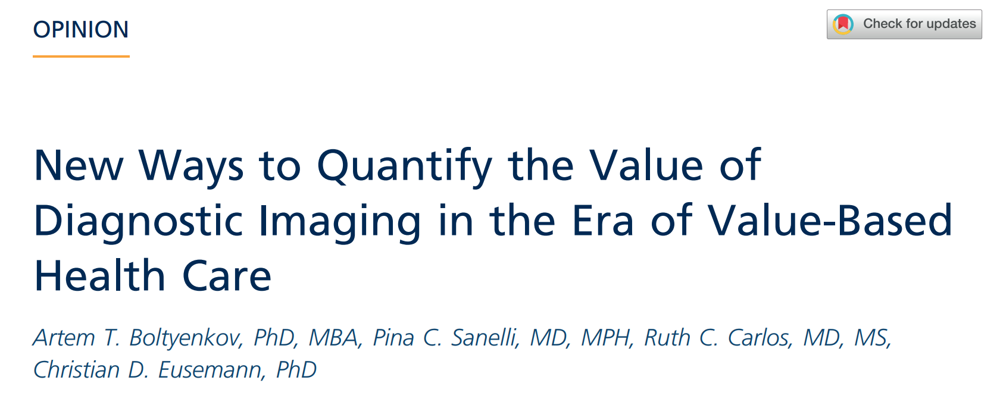 OPINION
Check for updates
New Ways to Quantify the Value of
Diagnostic Imaging in the Era of Value-Based
Health Care
Artem T. Boltyenkov, PhD, MBA, Pina C. Sanelli, MD, MPH, Ruth C. Carlos, MD, MS,
Christian D. Eusemann, PhD